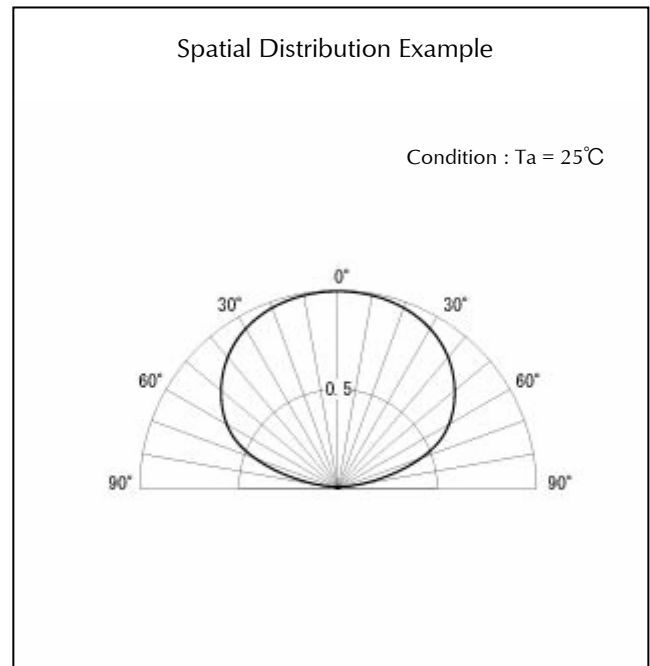 Spatial Distribution Example
Condition : Ta = 25℃
0°
30° 30°
60° 60°
0. 5
90° 90°